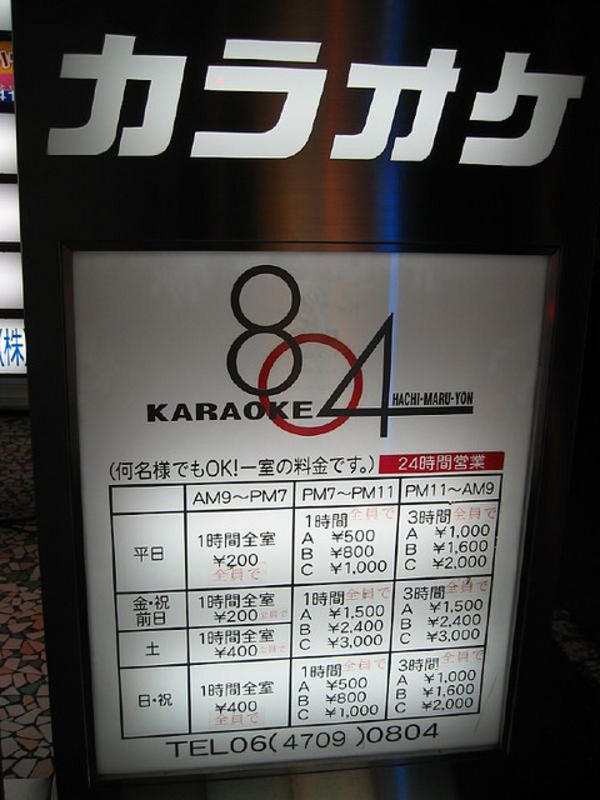 カラオケ
804
KARAOKE HACHI-MARU-YON
(何名様でもOK!一室の料金です。) 24時間営業
AM9～PM7 PM7～PM11 PM11～AM9
平日 1時間全室 ¥200 全員で
1時間 全員で
A ¥500
B ¥800
C ¥1,000
3時間 全員で
A ¥1,000
B ¥1,600
C ¥2,000
金・祝前日 1時間全室 ¥200 全員で
土 1時間全室 ¥400 全員で
1時間 全員で
A ¥1,500
B ¥2,400
C ¥3,000
3時間 全員で
A ¥1,500
B ¥2,400
C ¥3,000
日・祝 1時間全室 ¥400 全員で
1時間 全員で
A ¥500
B ¥800
C ¥1,000
3時間 全員で
A ¥1,000
B ¥1,600
C ¥2,000
TEL06(4709)0804
(株)